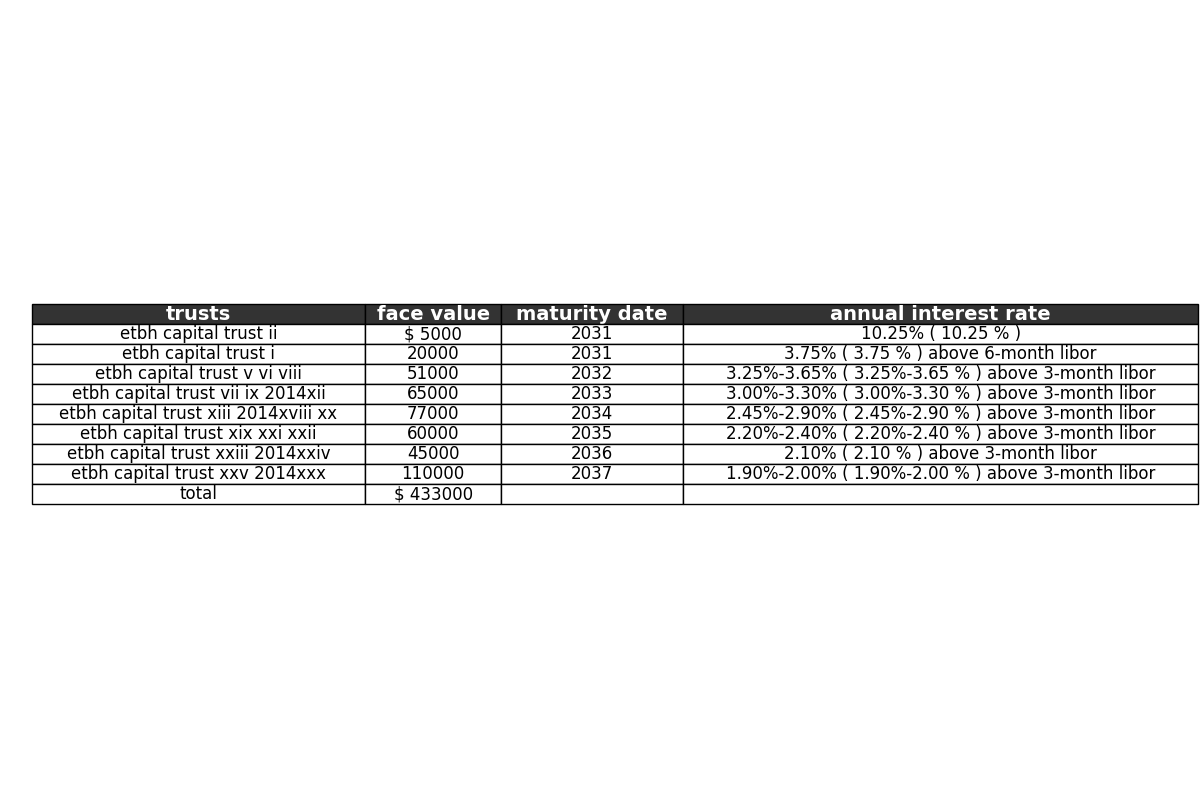 trusts face value maturity date annual interest rate
etbh capital trust ii $ 5000 2031 10.25% ( 10.25 % )
etbh capital trust i 20000 2031 3.75% ( 3.75 % ) above 6-month libor
etbh capital trust v vi viii 51000 2032 3.25%-3.65% ( 3.25%-3.65 % ) above 3-month libor
etbh capital trust vii ix 2014xii 65000 2033 3.00%-3.30% ( 3.00%-3.30 % ) above 3-month libor
etbh capital trust xiii 2014xviii xx 77000 2034 2.45%-2.90% ( 2.45%-2.90 % ) above 3-month libor
etbh capital trust xix xxi xxii 60000 2035 2.20%-2.40% ( 2.20%-2.40 % ) above 3-month libor
etbh capital trust xxiii 2014xxiv 45000 2036 2.10% ( 2.10 % ) above 3-month libor
etbh capital trust xxv 2014xxx 110000 2037 1.90%-2.00% ( 1.90%-2.00 % ) above 3-month libor
total $ 433000